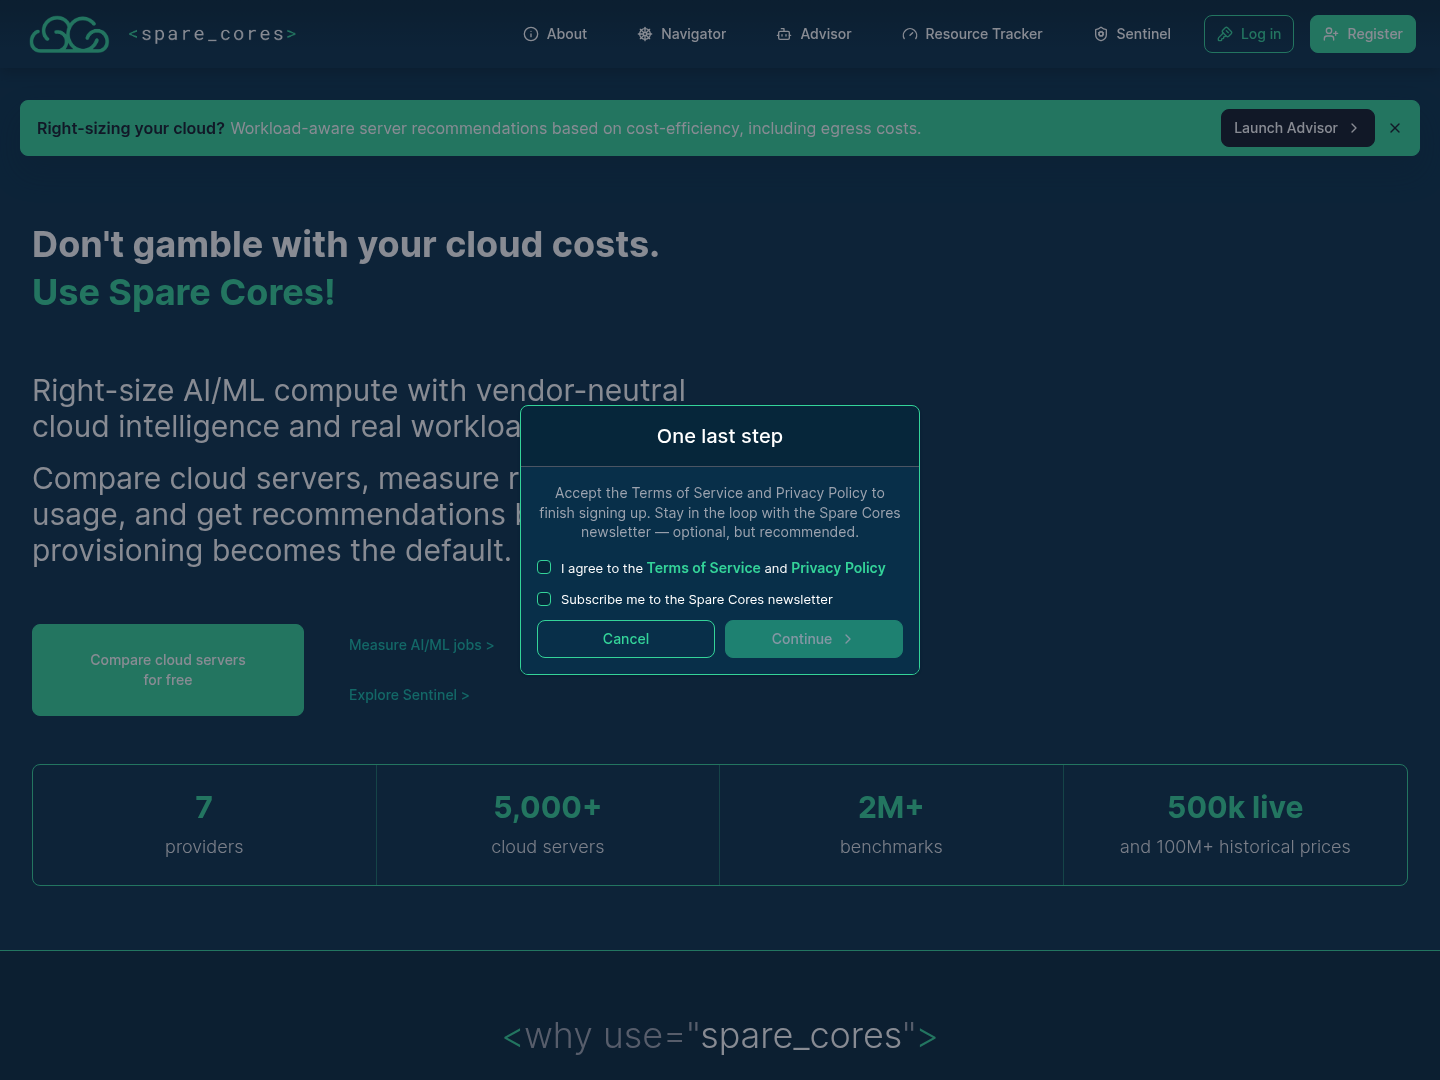 <spare_cores>
About
Navigator
Advisor
Resource Tracker
Sentinel
Log in
Register
Right-sizing your cloud? Workload-aware server recommendations based on cost-efficiency, including egress costs.
Launch Advisor
Don't gamble with your cloud costs.
Use Spare Cores!
Right-size AI/ML compute with vendor-neutral
cloud intelligence and real
Compare cloud servers, measure
usage, and get recommendations
provisioning becomes the default.
One last step
Accept the Terms of Service and Privacy Policy to
finish signing up. Stay in the loop with the Spare Cores
newsletter — optional, but recommended.
I agree to the Terms of Service and Privacy Policy
Subscribe me to the Spare Cores newsletter
Cancel
Continue
Compare cloud servers
for free
Measure AI/ML jobs >
Explore Sentinel >
7
providers
5,000+
cloud servers
2M+
benchmarks
500k live
and 100M+ historical prices
<why use="spare_cores">